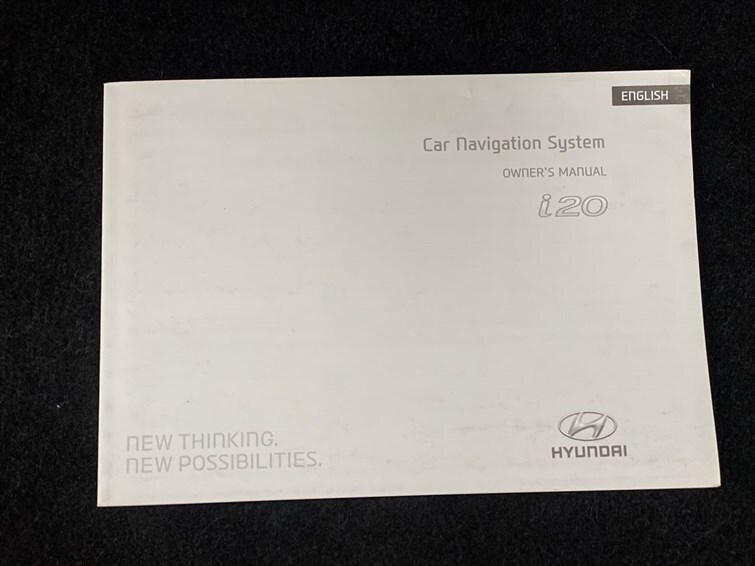 ENGLISH
Car Navigation System
OWNER'S MANUAL
i20
NEW THINKING.
NEW POSSIBILITIES.
HYUNDAI